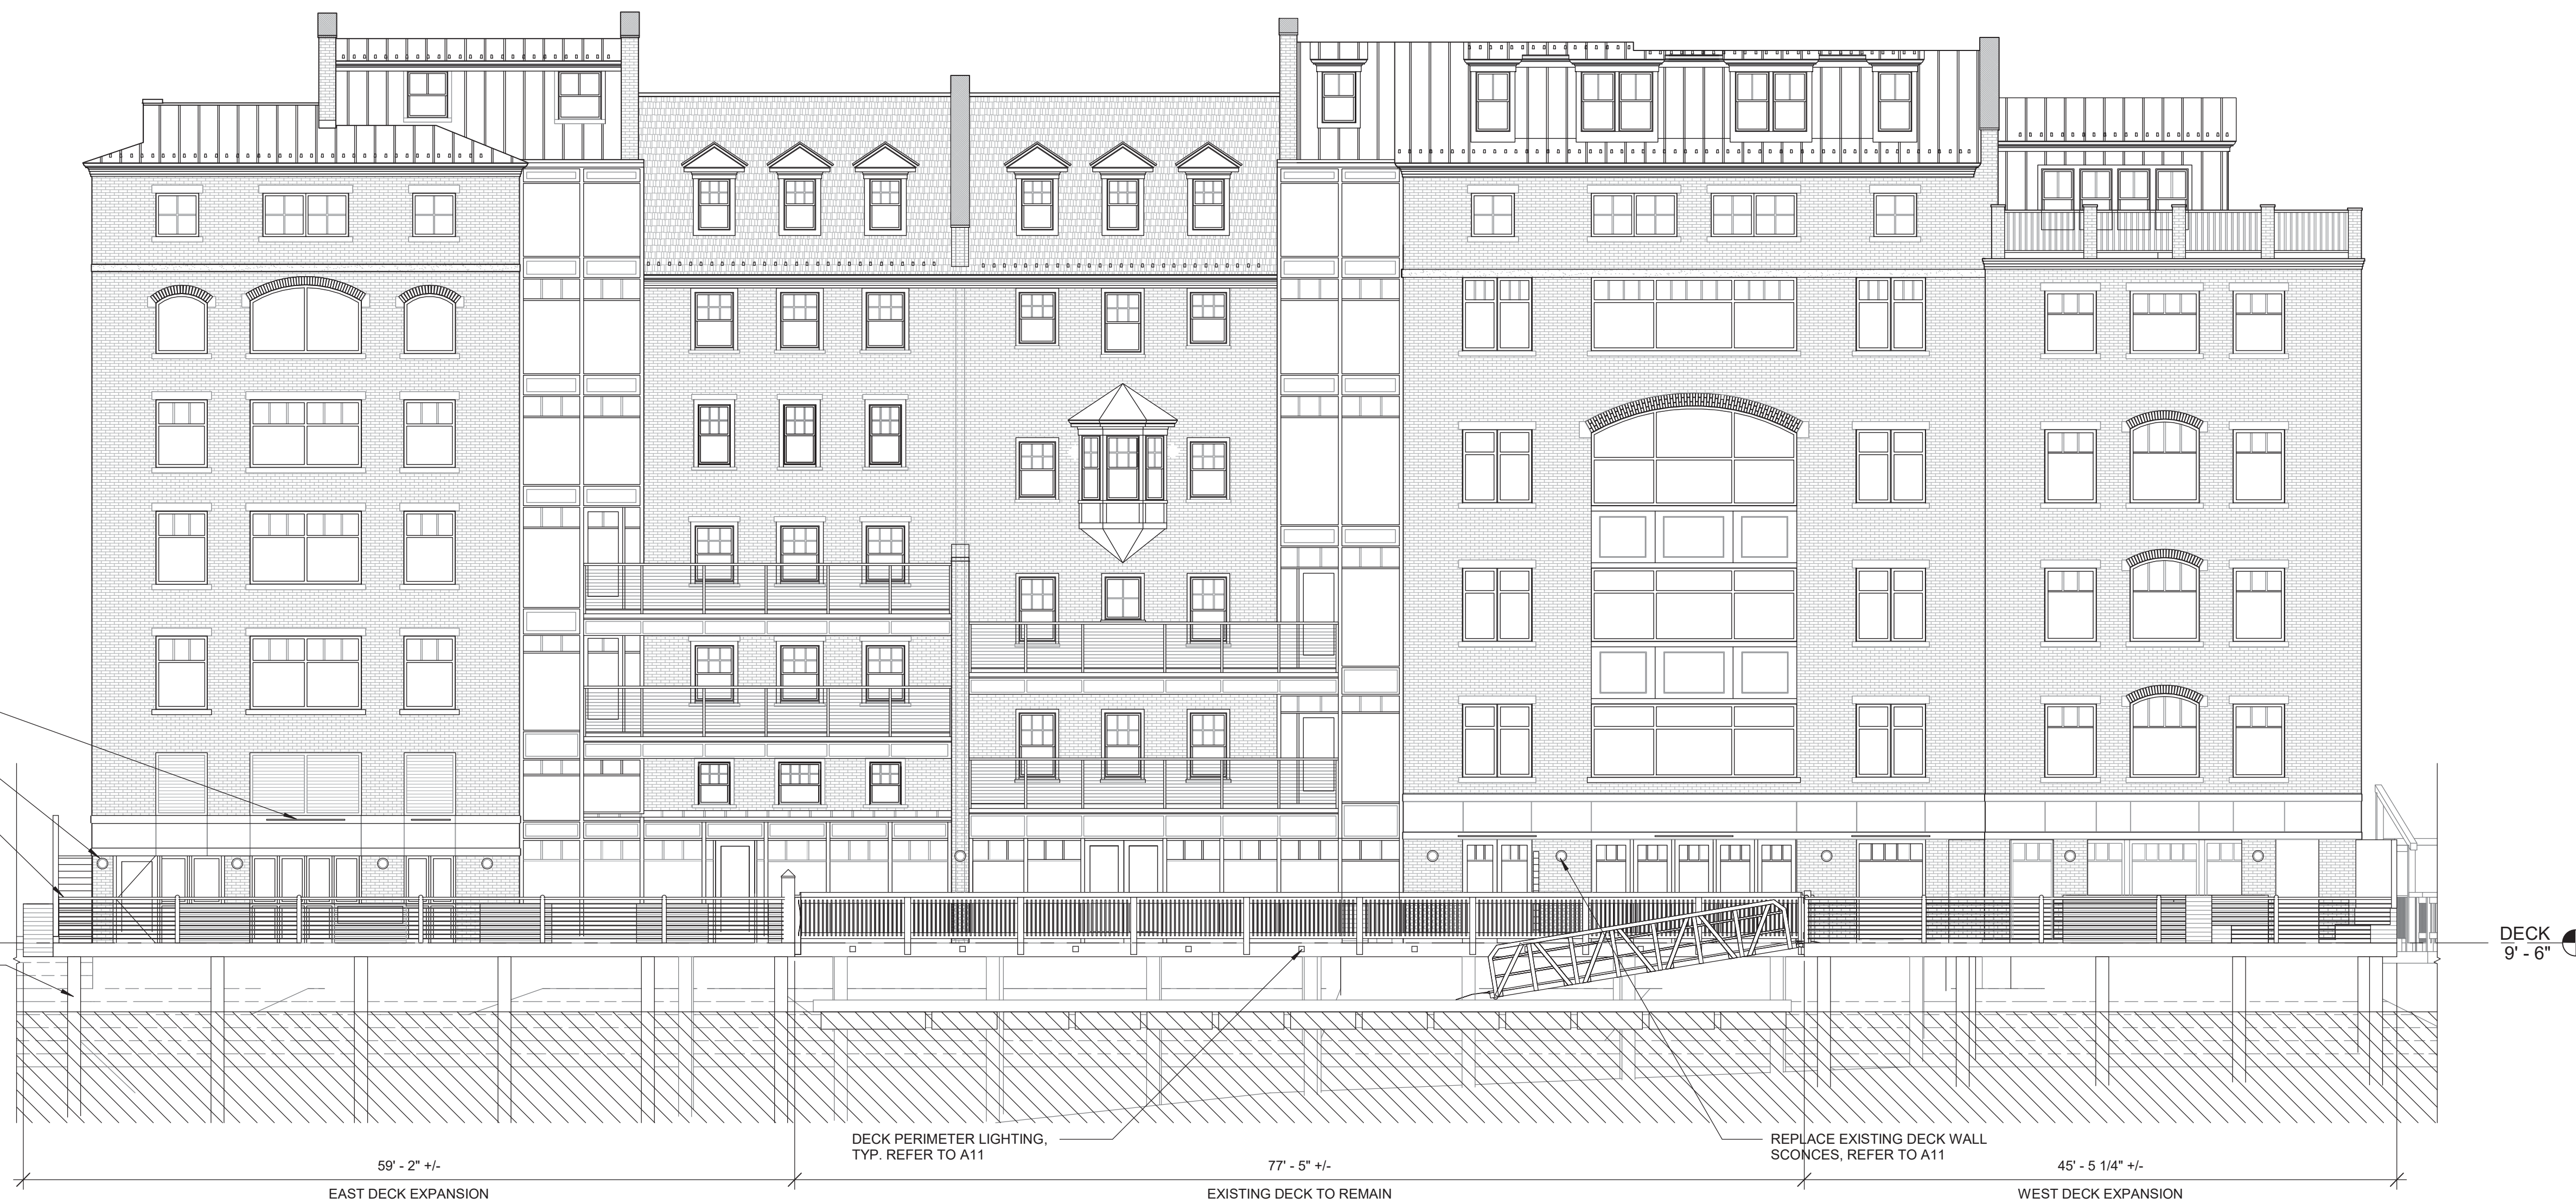 DECK
9' - 6"
DECK PERIMETER LIGHTING,
TYP. REFER TO A11
REPLACE EXISTING DECK WALL
SCONCES, REFER TO A11
59' - 2" +/-
77' - 5" +/-
45' - 5 1/4" +/-
EAST DECK EXPANSION
EXISTING DECK TO REMAIN
WEST DECK EXPANSION